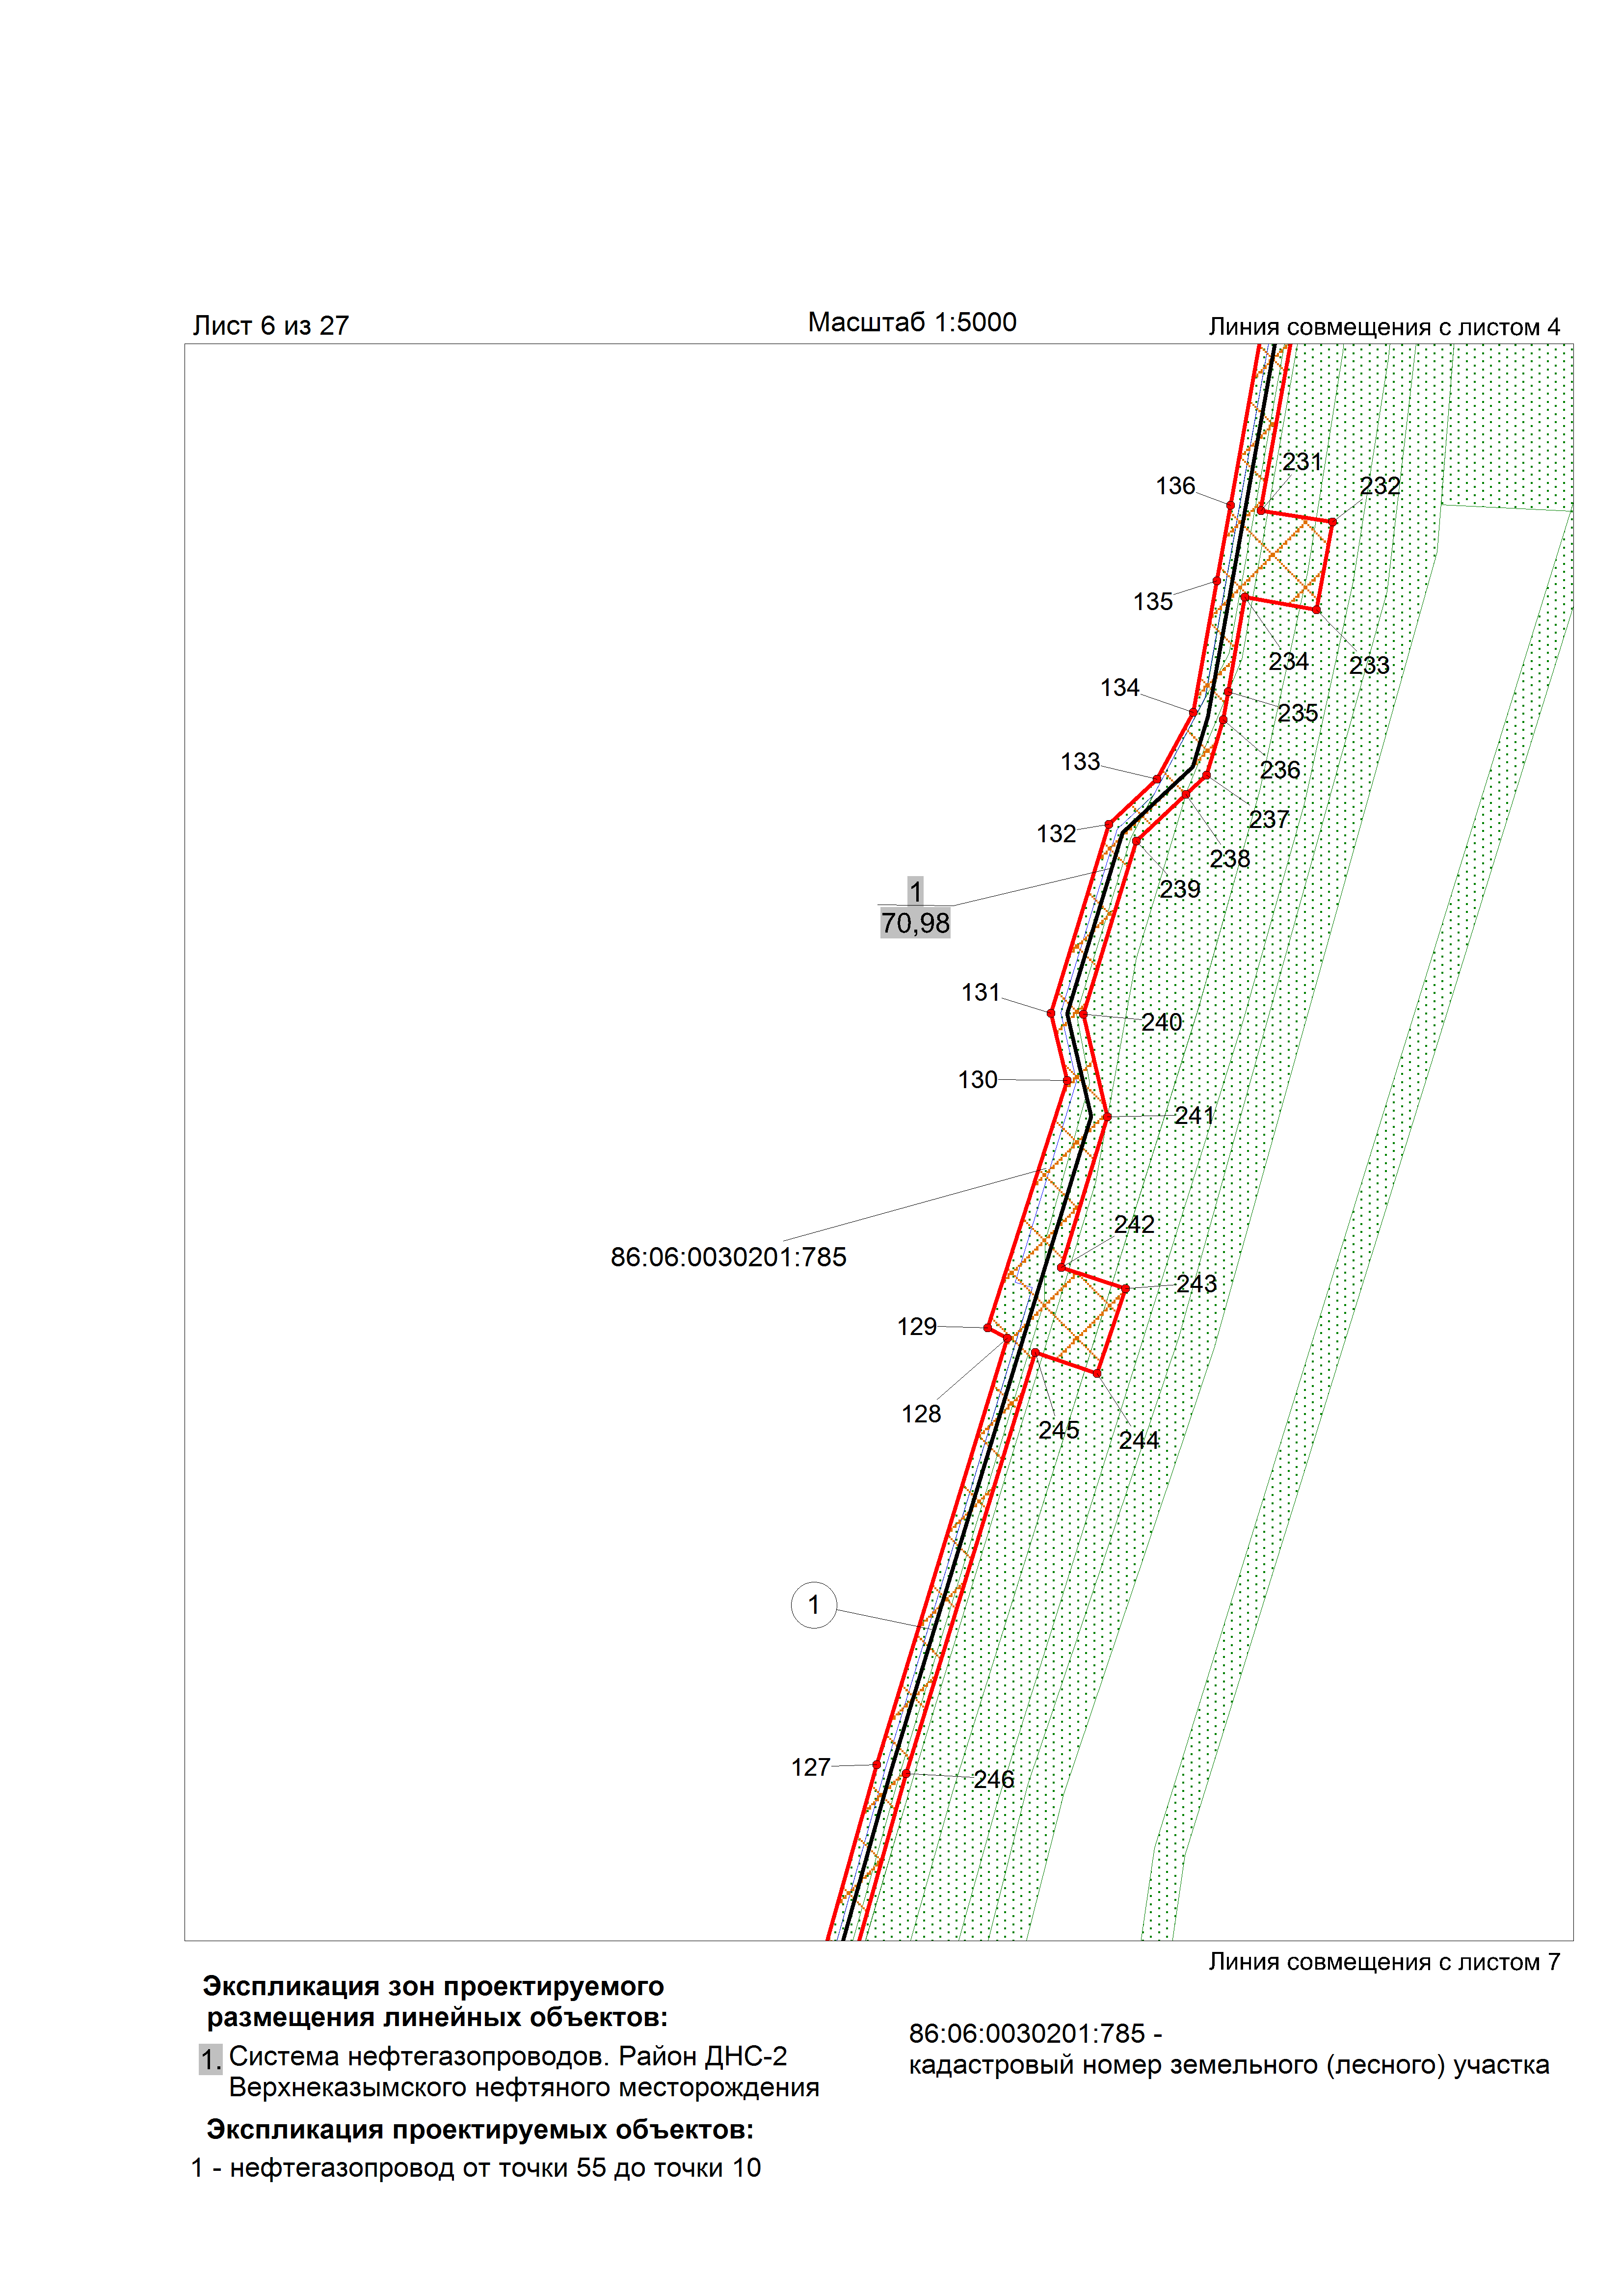 Лист 6 из 27
Масштаб 1:5000
Линия совмещения с листом 4
231
136
232
135
234
233
134
235
133
236
237
132
238
239
1
70,98
131
240
130
241
242
86:06:0030201:785
243
129
128
245
244
1
127
246
Линия совмещения с листом 7
Экспликация зон проектируемого
размещения линейных объектов:
1. Система нефтегазопроводов. Район ДНС-2
Верхнеказымского нефтяного месторождения
Экспликация проектируемых объектов:
1 - нефтегазопровод от точки 55 до точки 10
86:06:0030201:785 -
кадастровый номер земельного (лесного) участка